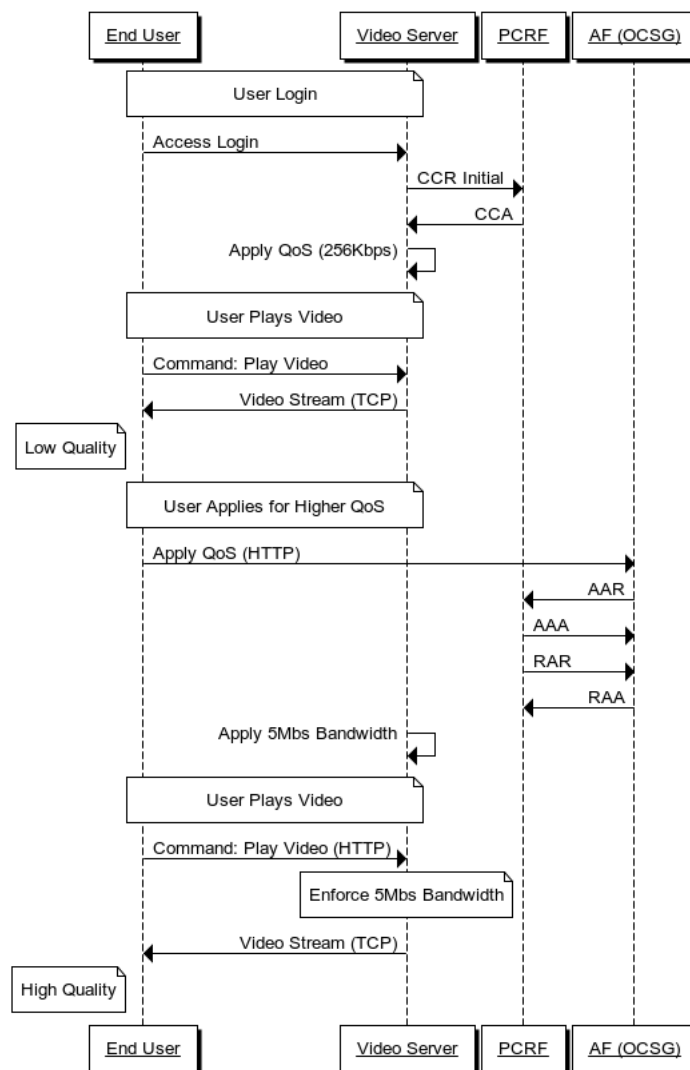 End User Video Server PCRF AF (OCSG)
User Login
Access Login
CCR Initial
CCA
Apply QoS (256Kbps)
User Plays Video
Command: Play Video
Video Stream (TCP)
Low Quality
User Applies for Higher QoS
Apply QoS (HTTP)
AAR
AAA
RAR
RAA
Apply 5Mbs Bandwidth
User Plays Video
Command: Play Video (HTTP)
Enforce 5Mbs Bandwidth
Video Stream (TCP)
High Quality
End User Video Server PCRF AF (OCSG)